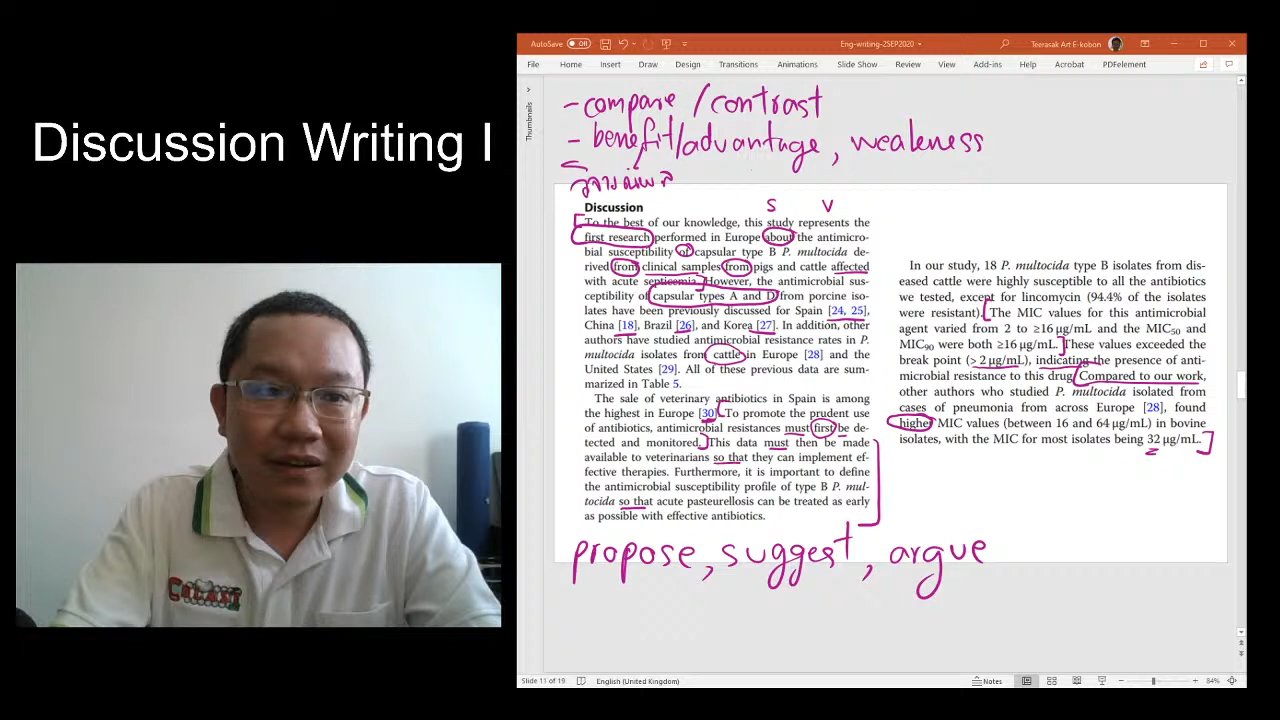 Discussion Writing I
AutoSave Off
Eng-writing-2SEP2020
Teerasak Art E-kobon
File Home Insert Draw Design Transitions Animations Slide Show Review View Add-ins Help Acrobat PDFelement
Thumbnails
- compare / contrast
- benefit/advantage, weakness
S V
Discussion
To the best of our knowledge, this study represents the
first research performed in Europe about the antimicro-
bial susceptibility of capsular type B P. multocida de-
rived from clinical samples from pigs and cattle affected
with acute septicemia. However, the antimicrobial sus-
ceptibility of capsular types A and D from porcine iso-
lates have been previously discussed for Spain [24, 25],
China [18], Brazil [26], and Korea [27]. In addition, other
authors have studied antimicrobial resistance rates in P.
multocida isolates from cattle in Europe [28] and the
United States [29]. All of these previous data are sum-
marized in Table 5.
The sale of veterinary antibiotics in Spain is among
the highest in Europe [30]. To promote the prudent use
of antibiotics, antimicrobial resistances must first be de-
tected and monitored. This data must then be made
available to veterinarians so that they can implement ef-
fective therapies. Furthermore, it is important to define
the antimicrobial susceptibility profile of type B P. mul-
tocida so that acute pasteurellosis can be treated as early
as possible with effective antibiotics.
In our study, 18 P. multocida type B isolates from dis-
eased cattle were highly susceptible to all the antibiotics
we tested, except for lincomycin (94.4% of the isolates
were resistant). The MIC values for this antimicrobial
agent varied from 2 to ≥16 μg/mL and the MIC50 and
MIC90 were both ≥16 μg/mL. These values exceeded the
break point (> 2 μg/mL), indicating the presence of anti-
microbial resistance to this drug. Compared to our work,
other authors who studied P. multocida isolated from
cases of pneumonia from across Europe [28], found
higher MIC values (between 16 and 64 μg/mL) in bovine
isolates, with the MIC for most isolates being 32 μg/mL.
propose, suggest, argue
Slide 11 of 19 English (United Kingdom) Notes 84%